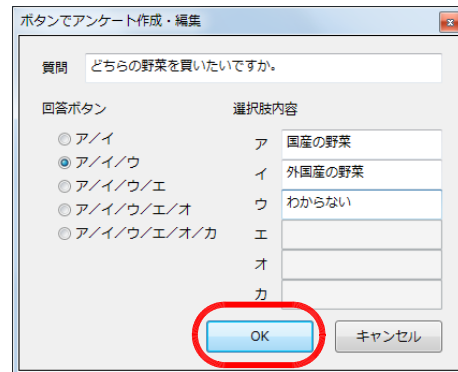 ボタンでアンケート作成・編集
質問 どちらの野菜を買いたいですか。
回答ボタン 選択肢内容
ア/イ ア 国産の野菜
ア/イ/ウ イ 外国産の野菜
ア/イ/ウ/エ ウ わからない
ア/イ/ウ/エ/オ エ
ア/イ/ウ/エ/オ/カ オ
カ
OK キャンセル